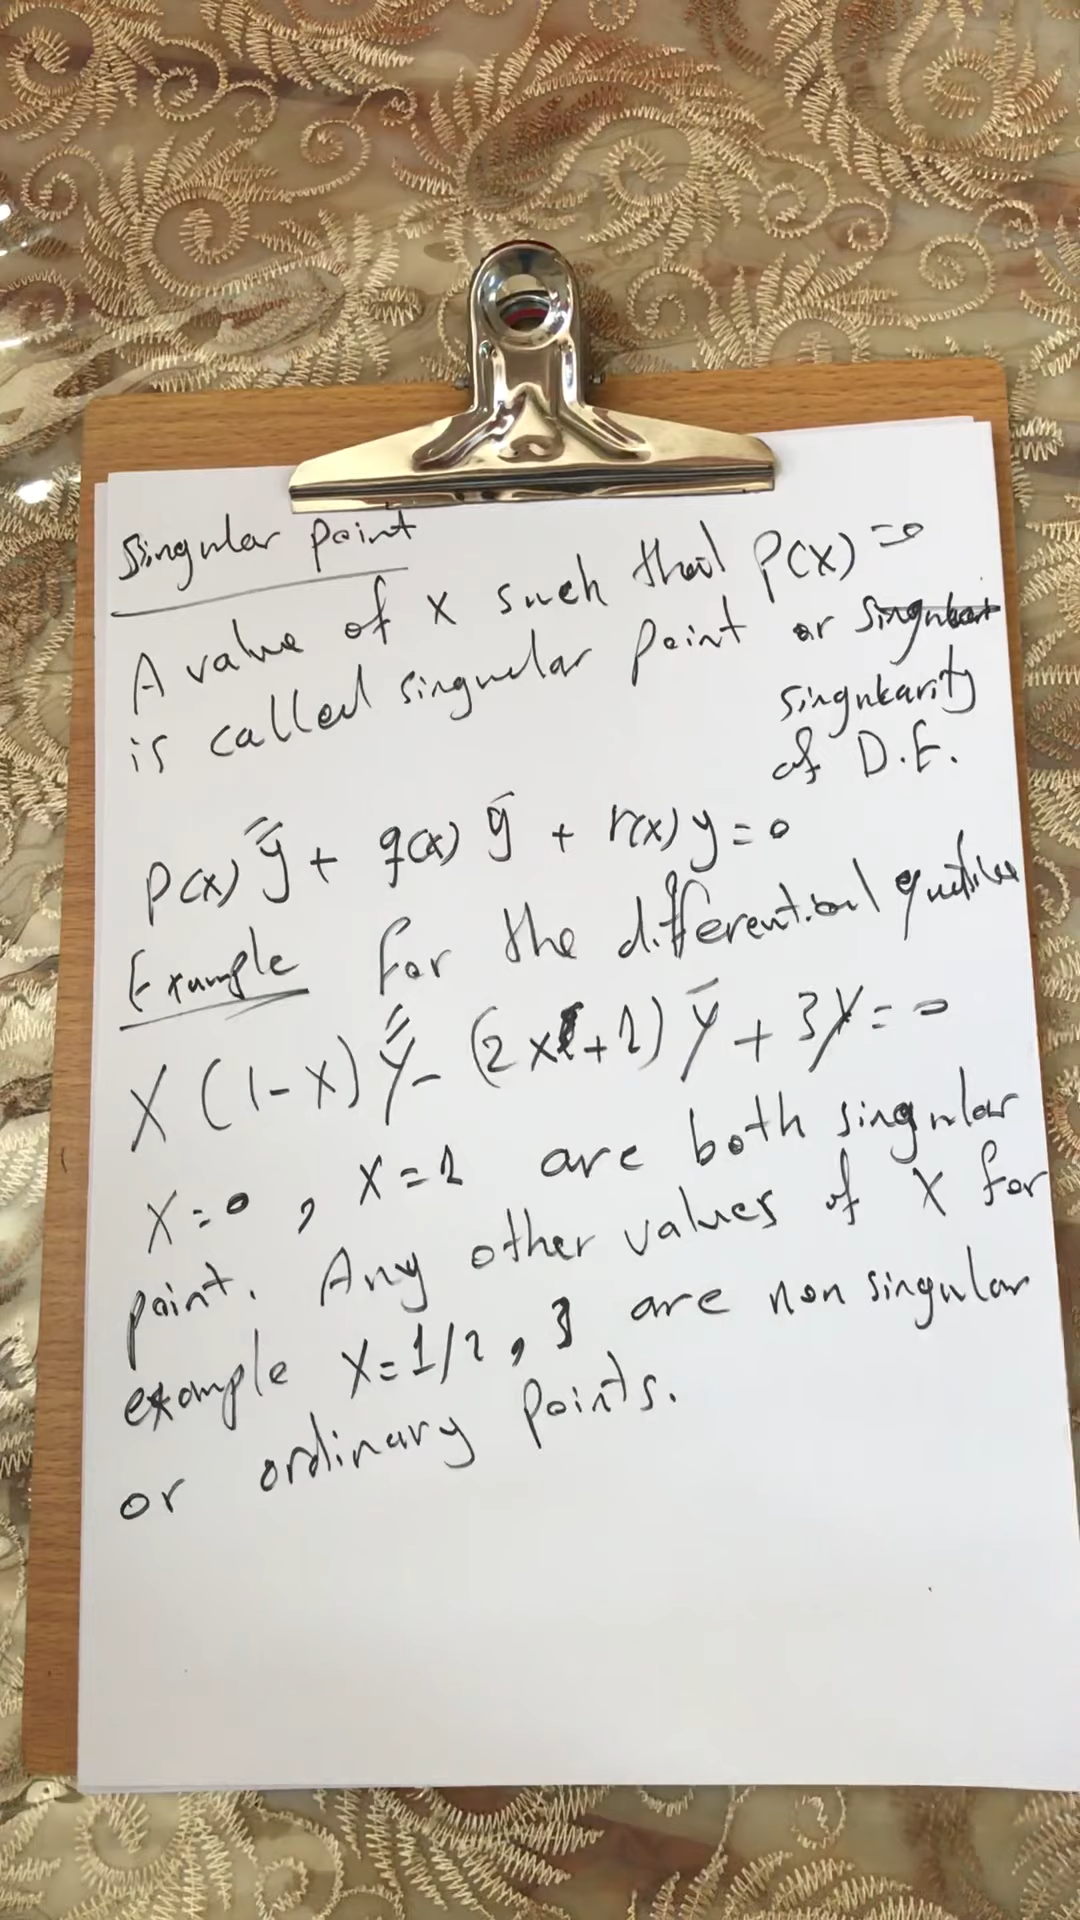 Singular point
A value of x such that P(x) = 0
is called singular point or singular
singularity
of D.E.
P(x) y̿ + q(x) y̅ + r(x) y = 0
Example For the differential equation
X (1-x) y̿ - (2x+1) y̅ + 3y = 0
X=0 , X=1 are both singular
point. Any other values of X for
example X=1/2 , 3 are non singular
or ordinary points.